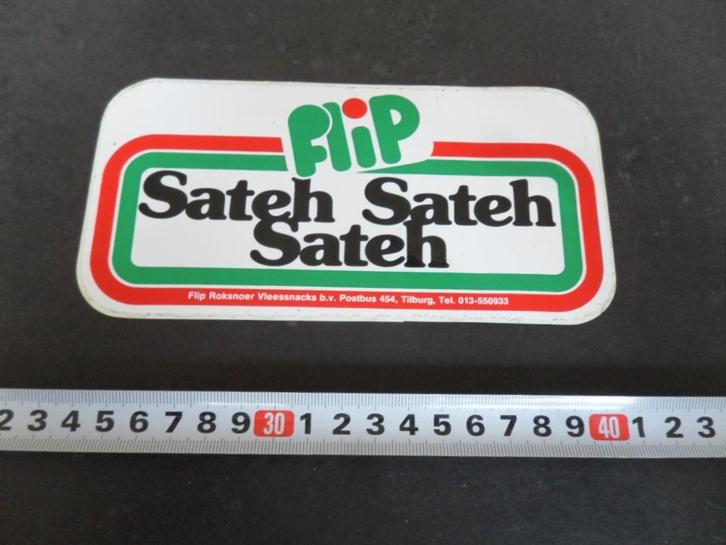 Flip
Sateh Sateh
Sateh
Flip Roksnoer Vleessnacks b.v. Postbus 454, Tilburg, Tel. 013-550933
2 3 4 5 6 7 8 9 30 1 2 3 4 5 6 7 8 9 40 1 2 3